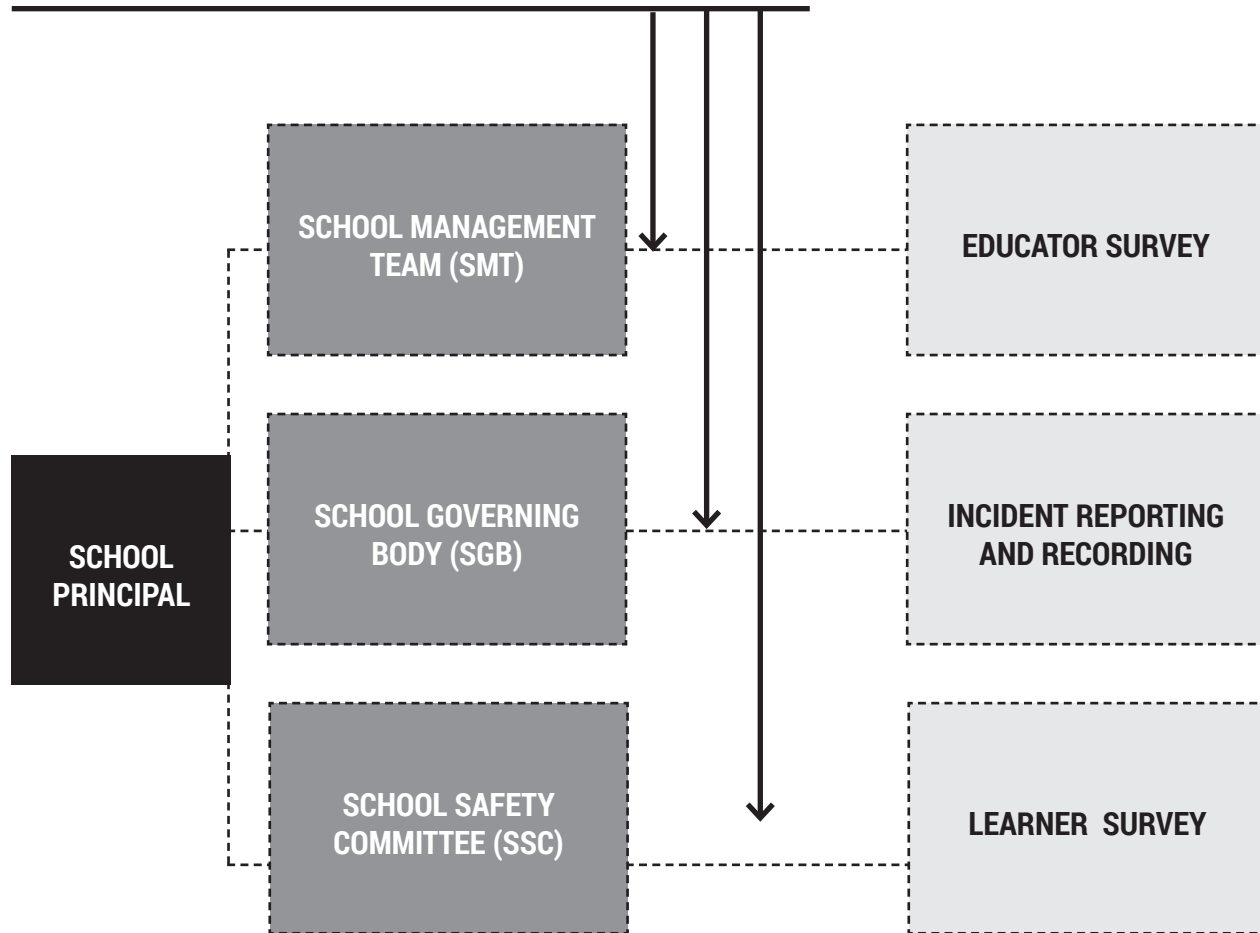 SCHOOL MANAGEMENT
TEAM (SMT)
EDUCATOR SURVEY
SCHOOL
PRINCIPAL
SCHOOL GOVERNING
BODY (SGB)
INCIDENT REPORTING
AND RECORDING
SCHOOL SAFETY
COMMITTEE (SSC)
LEARNER SURVEY